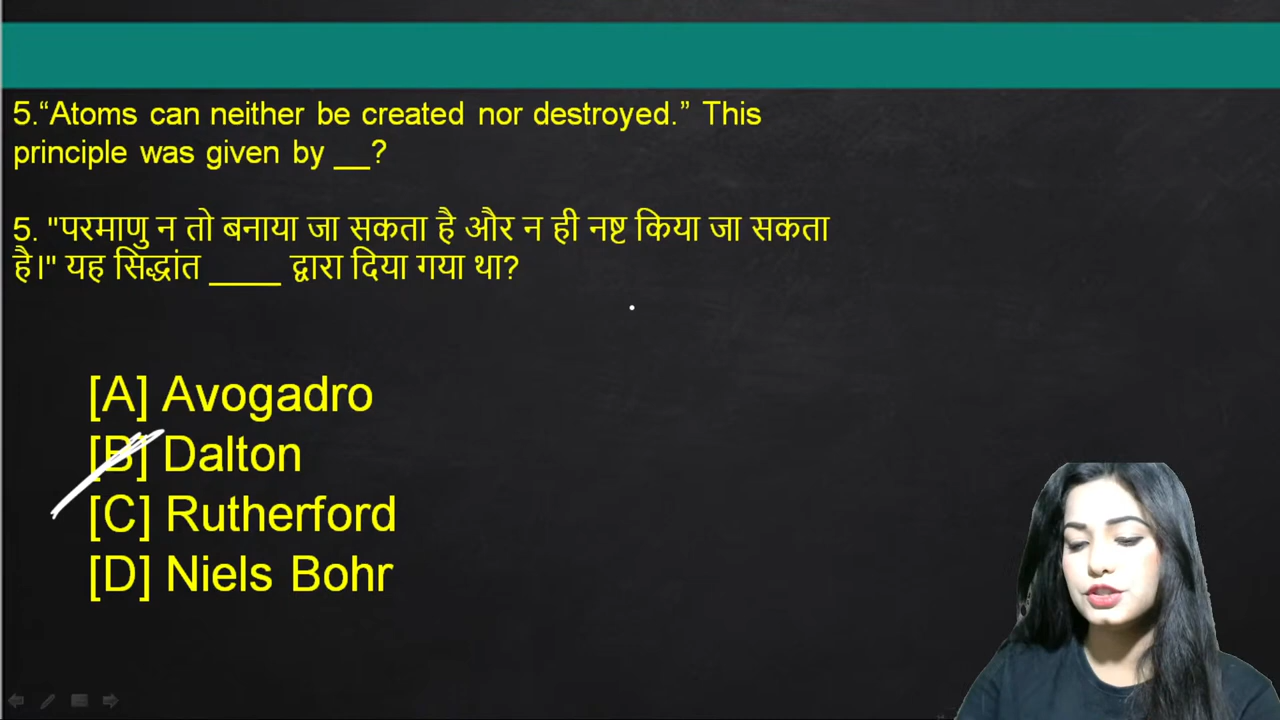 5.“Atoms can neither be created nor destroyed.” This
principle was given by __?
5. "परमाणु न तो बनाया जा सकता है और न ही नष्ट किया जा सकता
है।" यह सिद्धांत ____ द्वारा दिया गया था?
[A] Avogadro
[B] Dalton
[C] Rutherford
[D] Niels Bohr